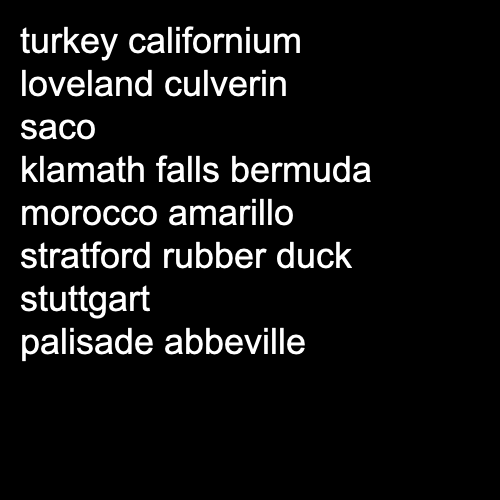 turkey californium
loveland culverin
saco
klamath falls bermuda
morocco amarillo
stratford rubber duck
stuttgart
palisade abbeville